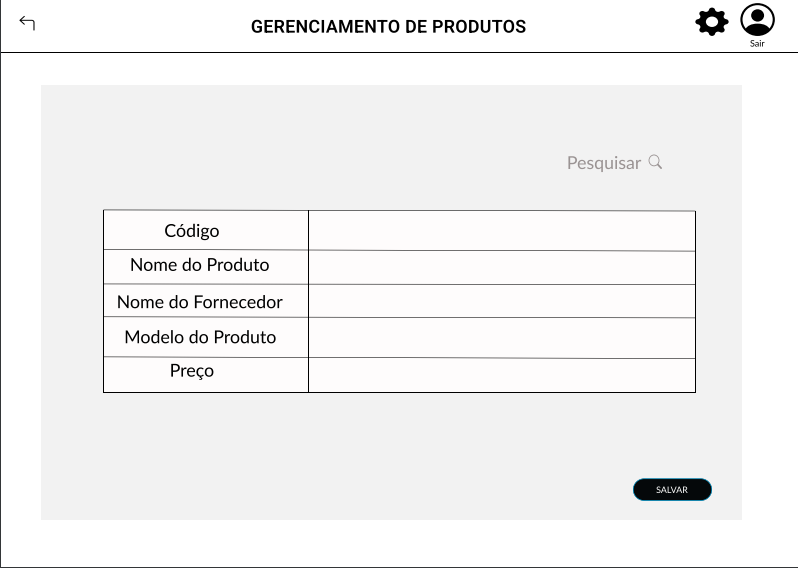 GERENCIAMENTO DE PRODUTOS
Sair
Pesquisar
Código
Nome do Produto
Nome do Fornecedor
Modelo do Produto
Preço
SALVAR